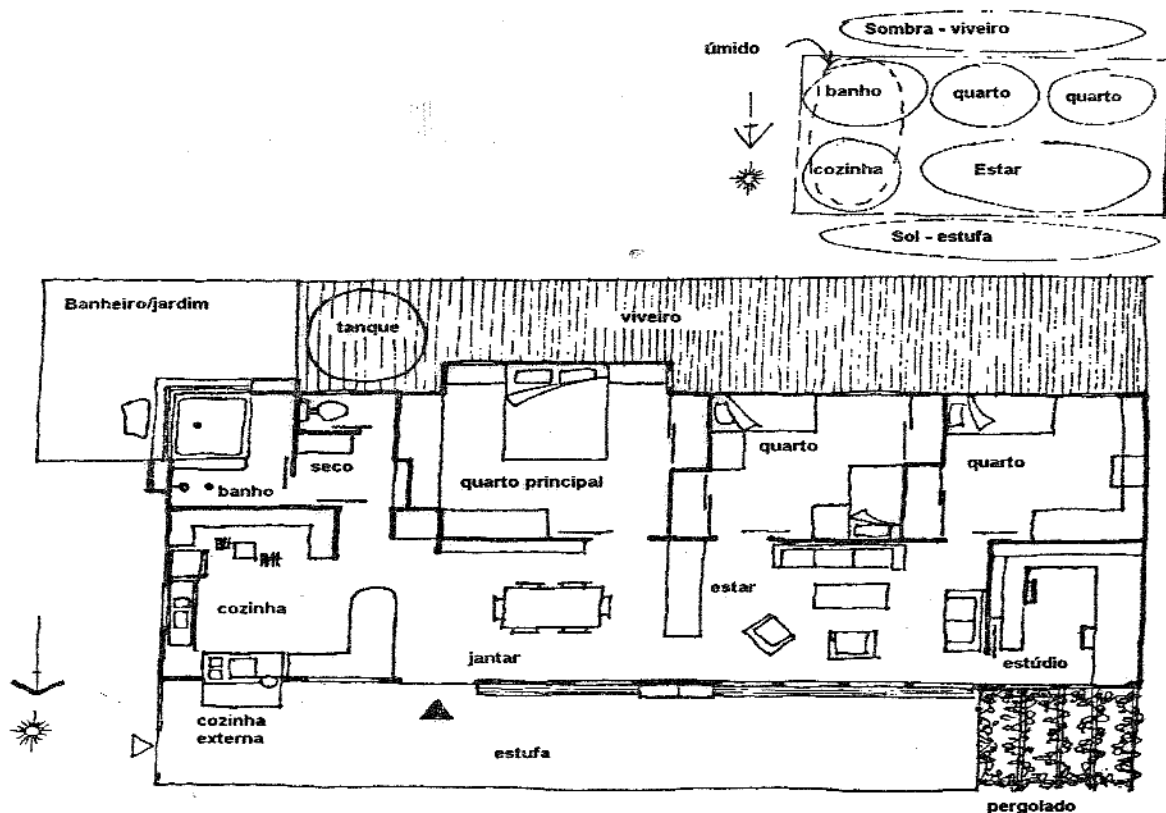 Sombra - viveiro
úmido
banho
quarto
quarto
cozinha
Estar
Sol - estufa
Banheiro/jardim
tanque
viveiro
seco
banho
quarto principal
quarto
quarto
cozinha
jantar
estar
estúdio
cozinha
externa
estufa
pergolado